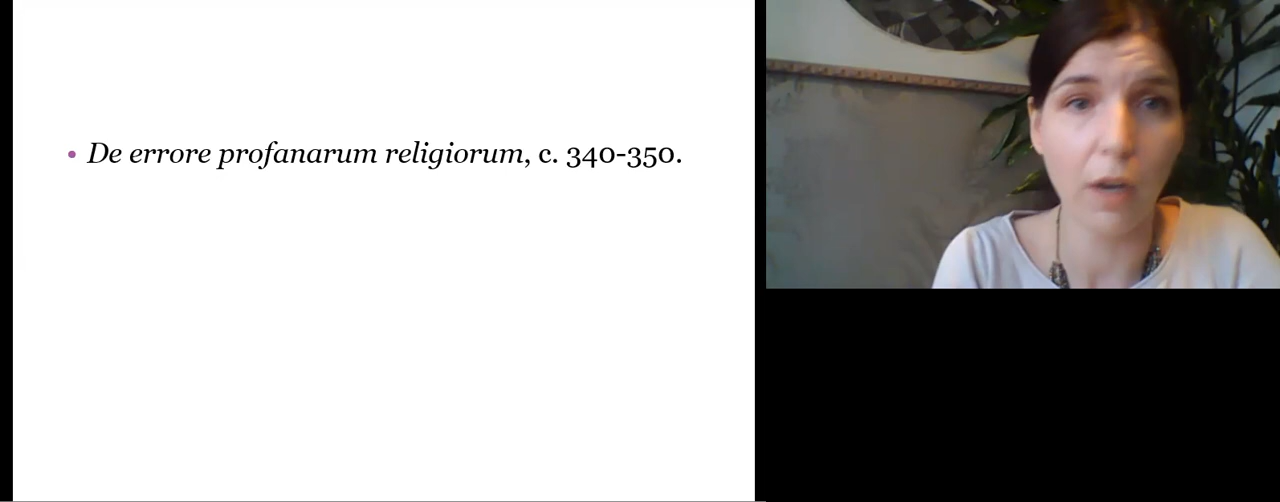 • De errore profanarum religiorum, c. 340-350.